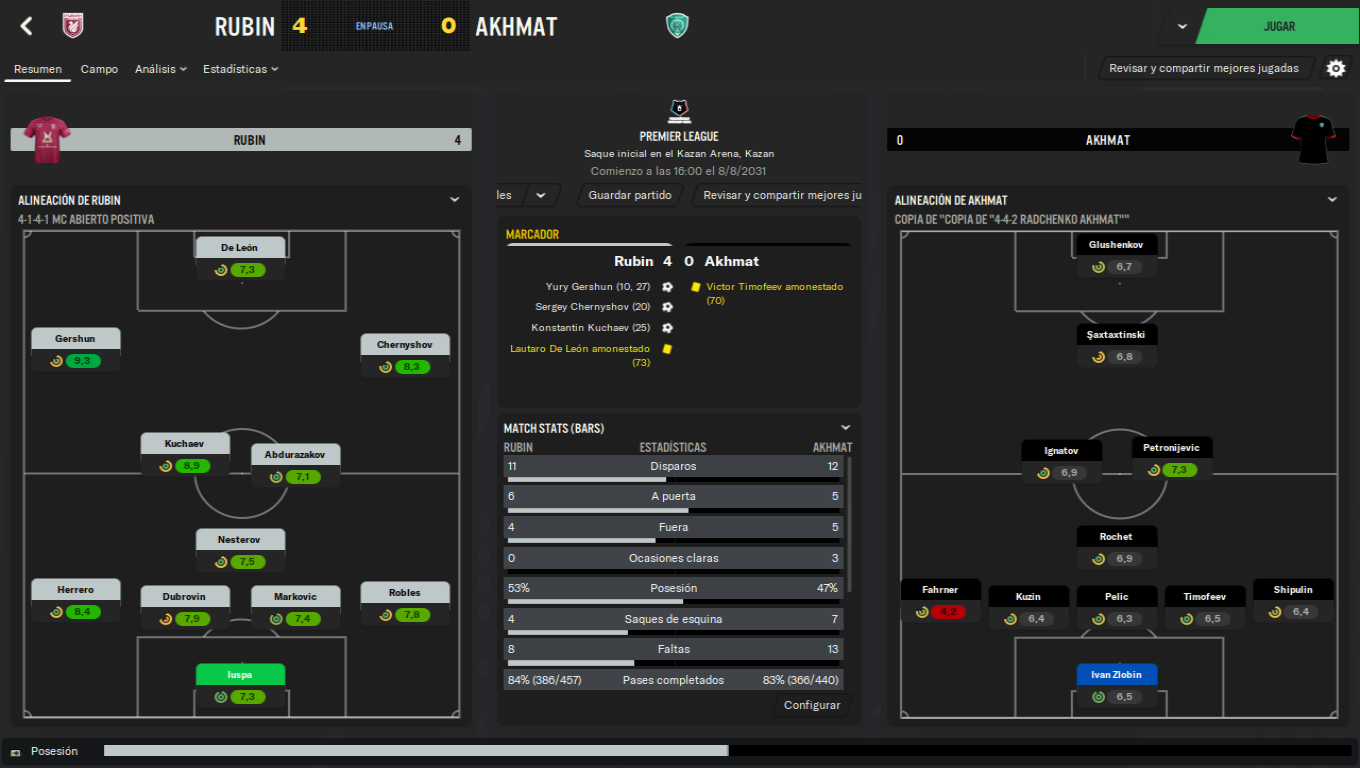 RUBIN 4 EN PAUSA 0 AKHMAT
JUGAR
Resumen Campo Análisis Estadísticas
Revisar y compartir mejores jugadas
RUBIN 4
PREMIER LEAGUE
Saque inicial en el Kazan Arena, Kazan
Comienzo a las 16:00 el 8/8/2031
0 AKHMAT
les Guardar partido Revisar y compartir mejores ju
ALINEACIÓN DE RUBIN
4-1-4-1 MC ABIERTO POSITIVA
De León
7,3
Gershun
9,3
Chernyshov
8,3
Kuchaev
8,9
Abdurazakov
7,1
Nesterov
7,5
Herrero
8,4
Dubrovin
7,9
Markovic
7,4
Robles
7,8
Iuspa
7,3
MARCADOR
Rubin 4 0 Akhmat
Yury Gershun (10, 27)
Sergey Chernyshov (20)
Konstantin Kuchaev (25)
Lautaro De León amonestado
(73)
Victor Timofeev amonestado
(70)
MATCH STATS (BARS)
RUBIN ESTADÍSTICAS AKHMAT
11 Disparos 12
6 A puerta 5
4 Fuera 5
0 Ocasiones claras 3
53% Posesión 47%
4 Saques de esquina 7
8 Faltas 13
84% (386/457) Pases completados 83% (366/440)
Configurar
ALINEACIÓN DE AKHMAT
COPIA DE "COPIA DE "4-4-2 RADCHENKO AKHMAT""
Glushenkov
6,7
Şaxtaxtinski
6,8
Ignatov
6,9
Petronijevic
7,3
Rochet
6,9
Fahrner
4,2
Kuzin
6,4
Pelic
6,3
Timofeev
6,5
Shipulin
6,4
Ivan Zlobin
6,5
Posesión